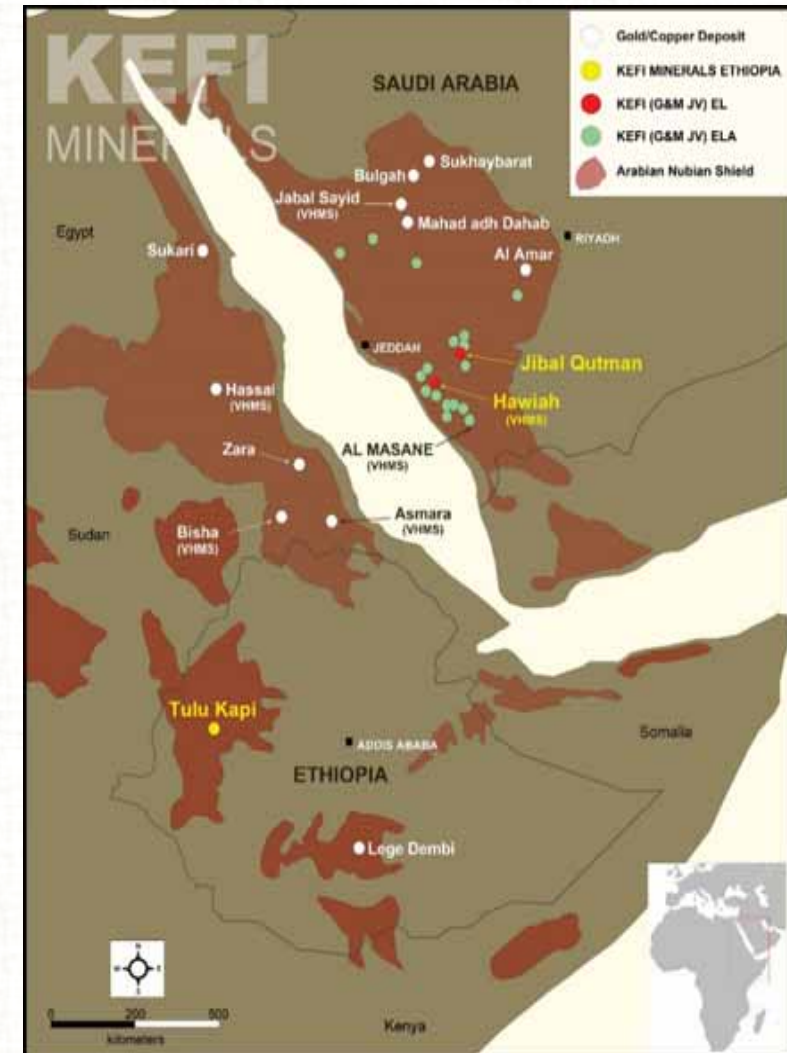 KEFI
MINERALS
Gold/Copper Deposit
KEFI MINERALS ETHIOPIA
KEFI (G&M JV) EL
KEFI (G&M JV) ELA
Arabian Nubian Shield
SAUDI ARABIA
Sukhaybarat
Bulgah
Jabal Sayid
(VHMS)
Mahad adh Dahab
Egypt
RIYADH
Sukari
Al Amar
JEDDAH
Jibal Qutman
Hassai
(VHMS)
Hawiah
(VHMS)
AL MASANE
(VHMS)
Zara
Asmara
(VHMS)
Bisha
(VHMS)
Sudan
Tulu Kapi
ADDIS ABABA
Somalia
ETHIOPIA
Lege Dembi
N
W E
S
0 200 500
kilometers
Kenya